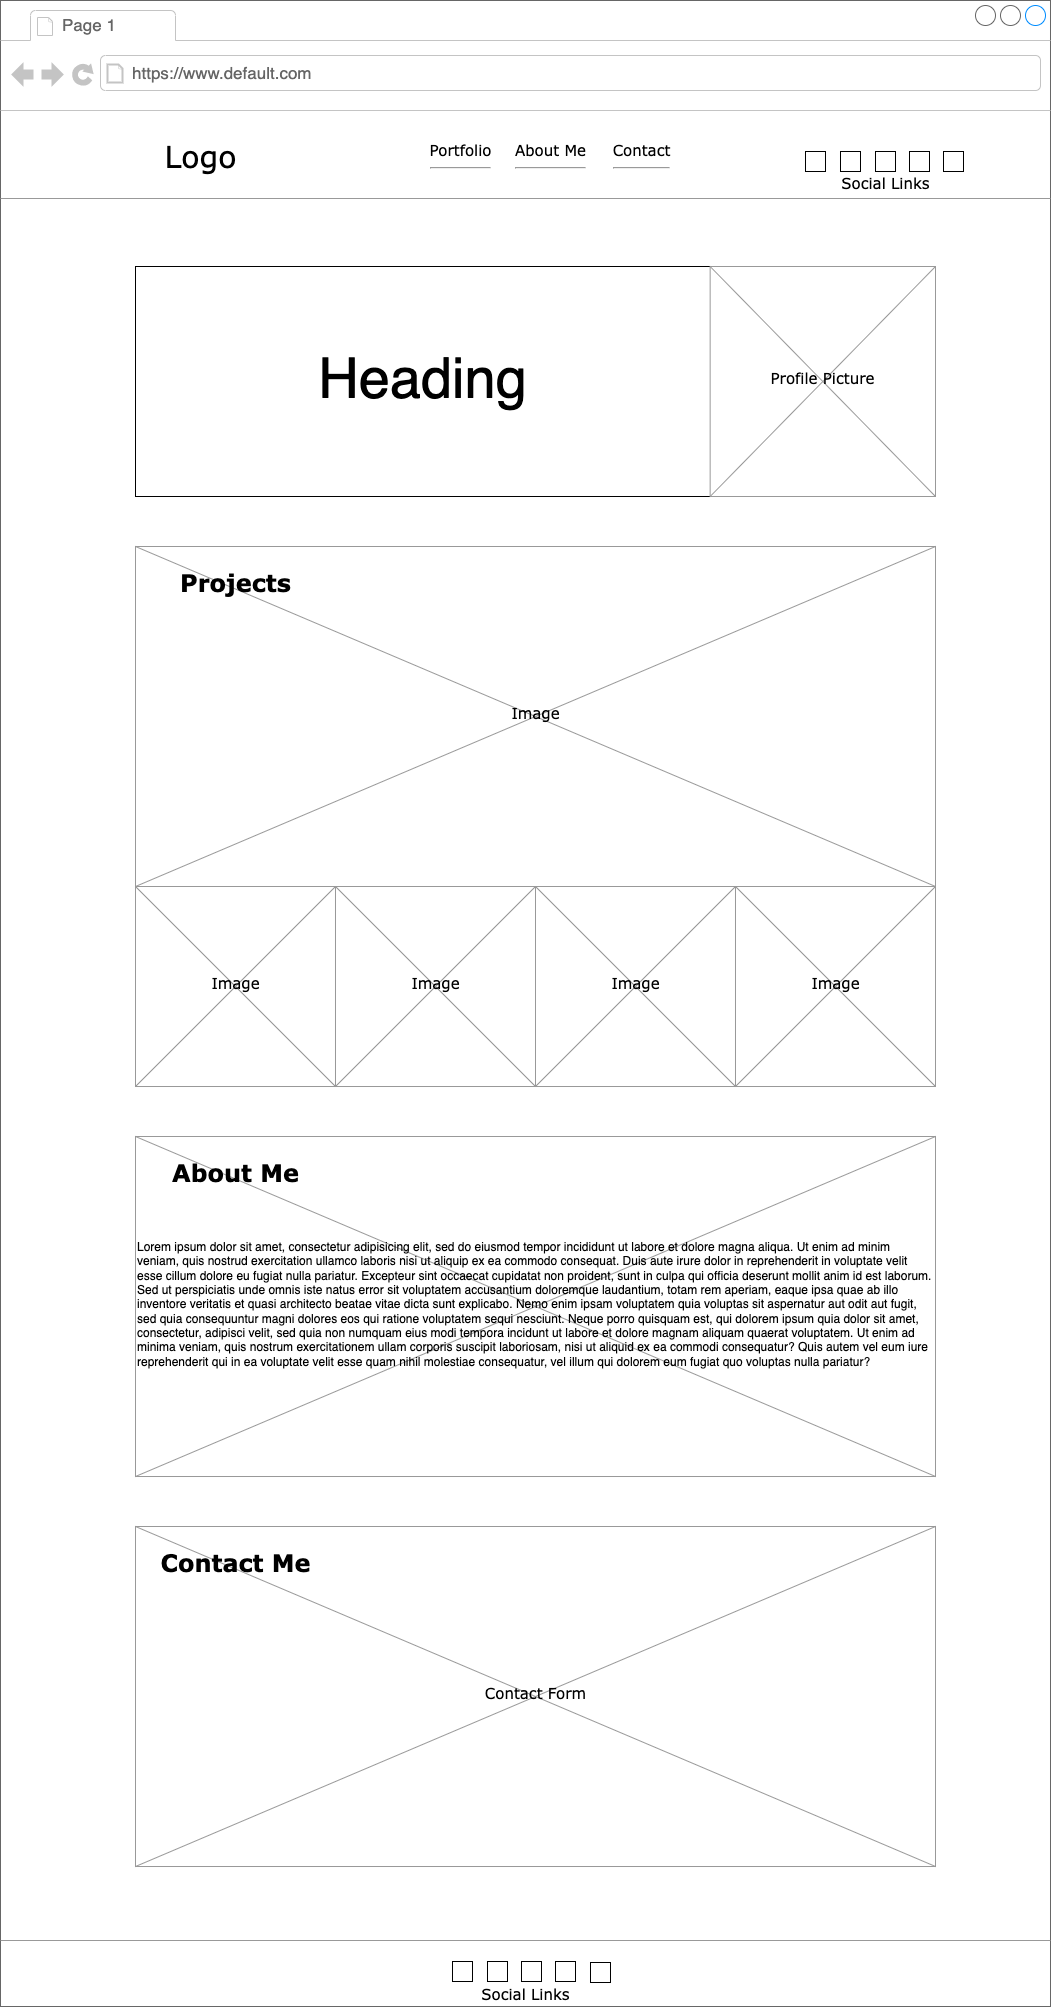 Page 1
https://www.default.com
Logo
Portfolio
About Me
Contact
Social Links
Heading
Profile Picture
Projects
Image
Image
Image
Image
Image
About Me
Lorem ipsum dolor sit amet, consectetur adipisicing elit, sed do eiusmod tempor incididunt ut labore et dolore magna aliqua. Ut enim ad minim
veniam, quis nostrud exercitation ullamco laboris nisi ut aliquip ex ea commodo consequat. Duis aute irure dolor in reprehenderit in voluptate velit
esse cillum dolore eu fugiat nulla pariatur. Excepteur sint occaecat cupidatat non proident, sunt in culpa qui officia deserunt mollit anim id est laborum.
Sed ut perspiciatis unde omnis iste natus error sit voluptatem accusantium doloremque laudantium, totam rem aperiam, eaque ipsa quae ab illo
inventore veritatis et quasi architecto beatae vitae dicta sunt explicabo. Nemo enim ipsam voluptatem quia voluptas sit aspernatur aut odit aut fugit,
sed quia consequuntur magni dolores eos qui ratione voluptatem sequi nesciunt. Neque porro quisquam est, qui dolorem ipsum quia dolor sit amet,
consectetur, adipisci velit, sed quia non numquam eius modi tempora incidunt ut labore et dolore magnam aliquam quaerat voluptatem. Ut enim ad
minima veniam, quis nostrum exercitationem ullam corporis suscipit laboriosam, nisi ut aliquid ex ea commodi consequatur? Quis autem vel eum iure
reprehenderit qui in ea voluptate velit esse quam nihil molestiae consequatur, vel illum qui dolorem eum fugiat quo voluptas nulla pariatur?
Contact Me
Contact Form
Social Links